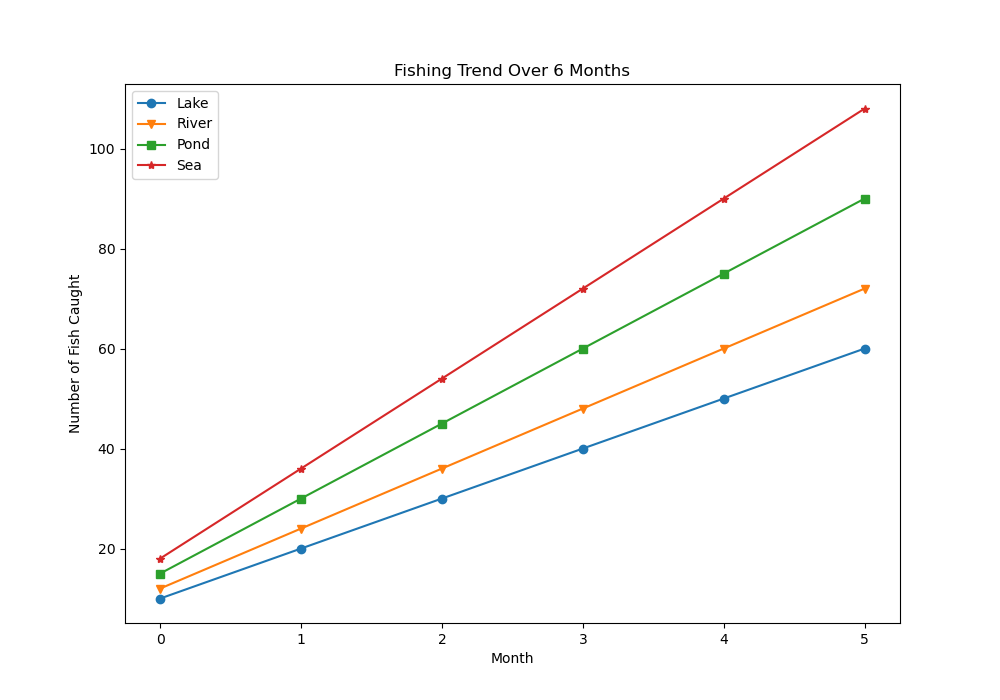 Fishing Trend Over 6 Months
Lake
River
Pond
Sea
100
80
60
40
20
Number of Fish Caught
0 1 2 3 4 5
Month